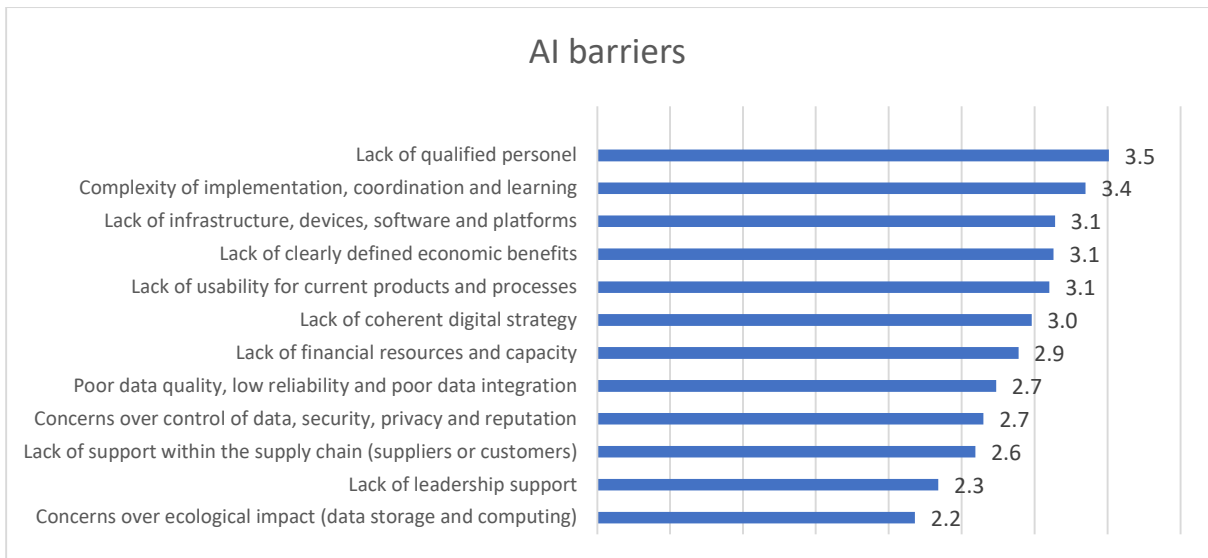 AI barriers
Lack of qualified personel 3.5
Complexity of implementation, coordination and learning 3.4
Lack of infrastructure, devices, software and platforms 3.1
Lack of clearly defined economic benefits 3.1
Lack of usability for current products and processes 3.1
Lack of coherent digital strategy 3.0
Lack of financial resources and capacity 2.9
Poor data quality, low reliability and poor data integration 2.7
Concerns over control of data, security, privacy and reputation 2.7
Lack of support within the supply chain (suppliers or customers) 2.6
Lack of leadership support 2.3
Concerns over ecological impact (data storage and computing) 2.2